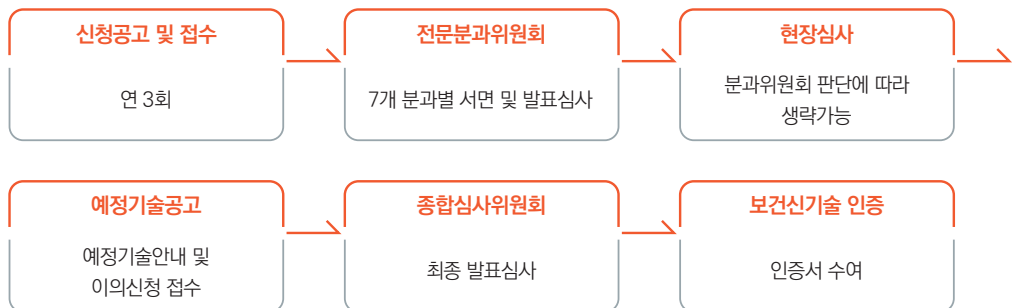 신청공고 및 접수
연 3회
전문분과위원회
7개 분과별 서면 및 발표심사
현장심사
분과위원회 판단에 따라
생략가능
예정기술공고
예정기술안내 및
이의신청 접수
종합심사위원회
최종 발표심사
보건신기술 인증
인증서 수여